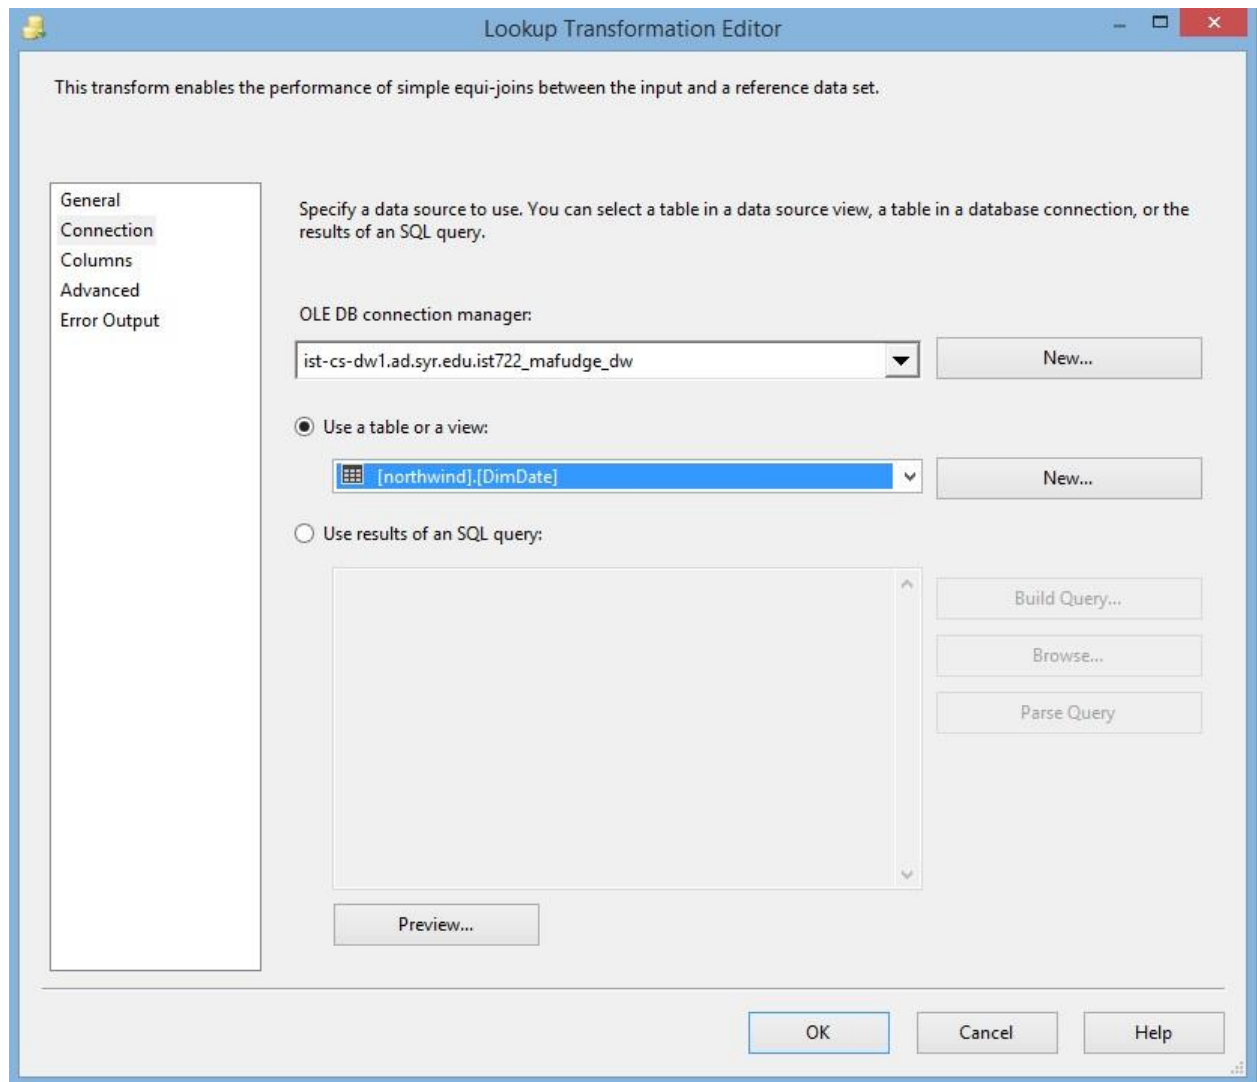 Lookup Transformation Editor
This transform enables the performance of simple equi-joins between the input and a reference data set.
General
Connection
Columns
Advanced
Error Output
Specify a data source to use. You can select a table in a data source view, a table in a database connection, or the
results of an SQL query.
OLE DB connection manager:
ist-cs-dw1.ad.syr.edu.ist722_mafudge_dw
New...
Use a table or a view:
[northwind].[DimDate]
New...
Use results of an SQL query:
Build Query...
Browse...
Parse Query
Preview...
OK
Cancel
Help